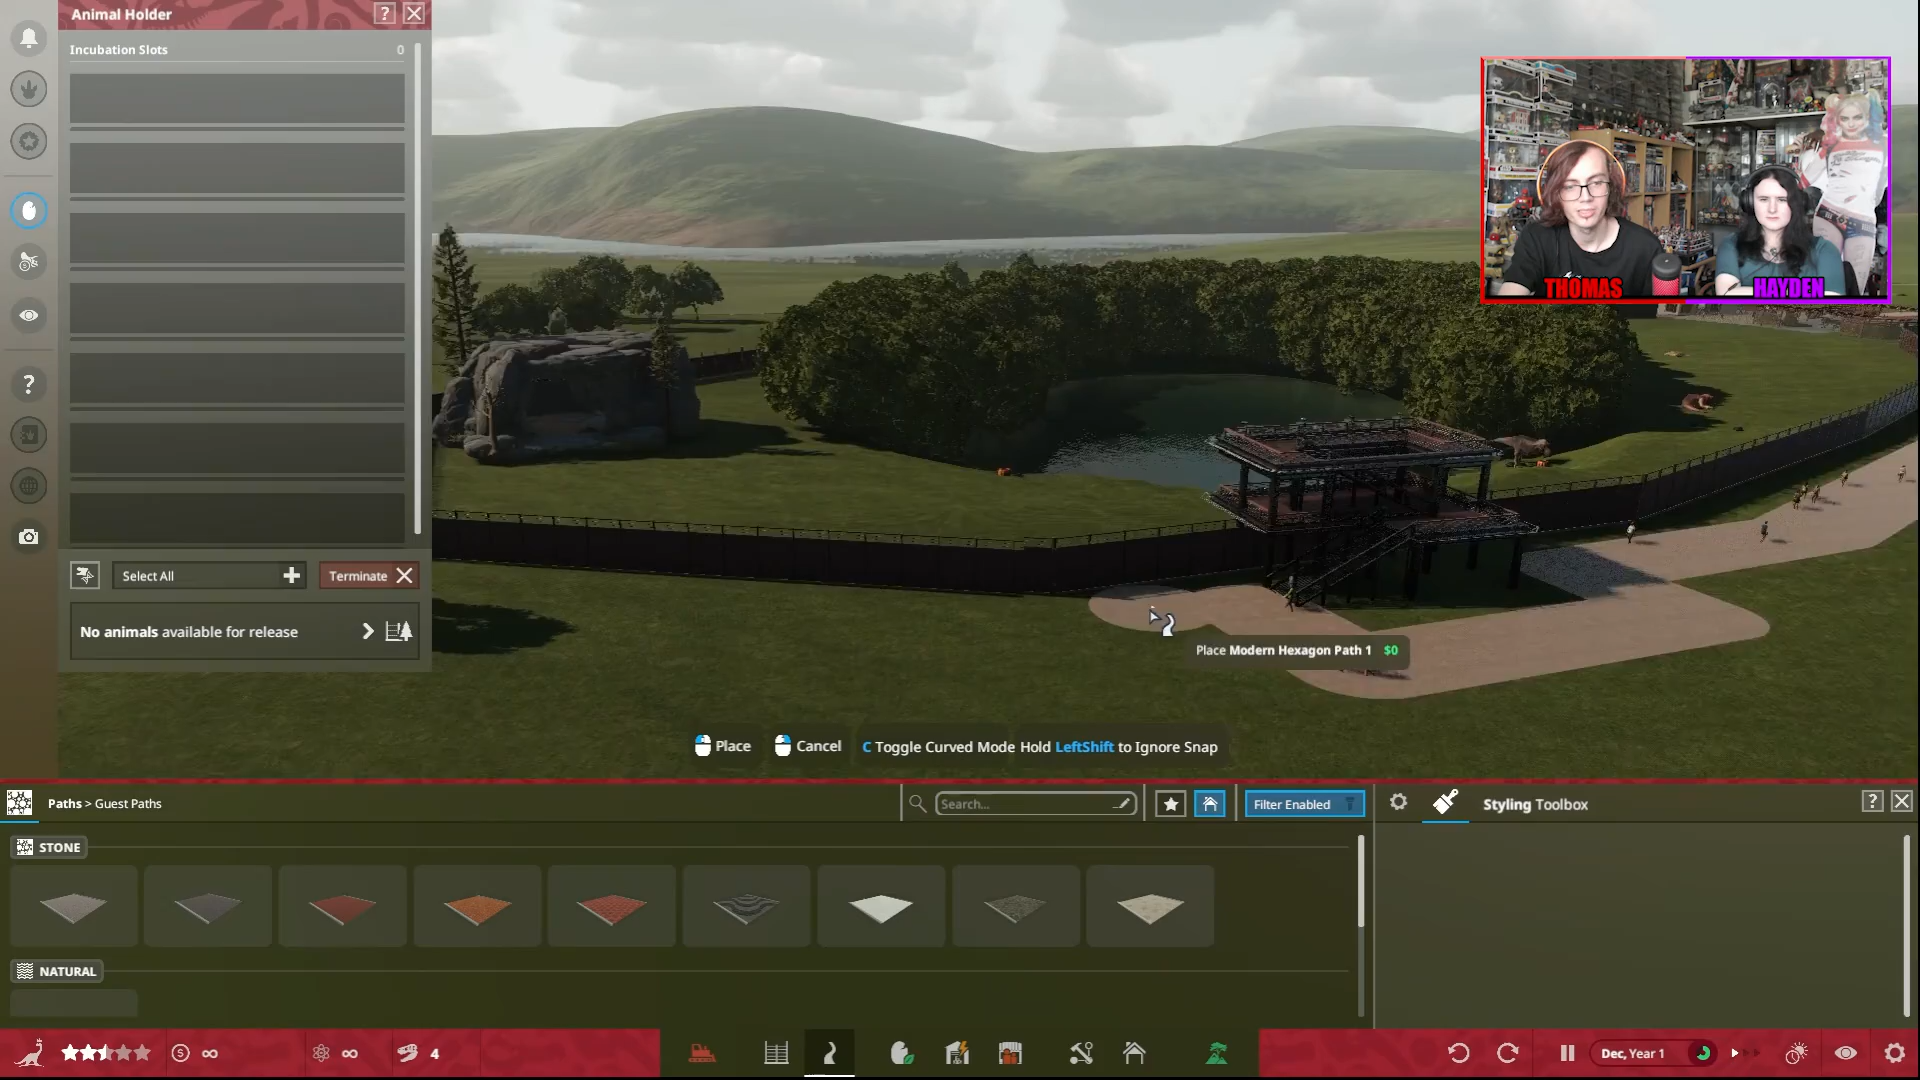 Animal Holder
?
Incubation Slots
0
THOMAS
HAYDEN
?
Select All
Terminate
No animals available for release
Place Modern Hexagon Path 1 $0
Place
Cancel
C Toggle Curved Mode Hold LeftShift to Ignore Snap
Paths > Guest Paths
Search...
Filter Enabled
Styling Toolbox
?
STONE
NATURAL
∞
∞
4
Dec, Year 1